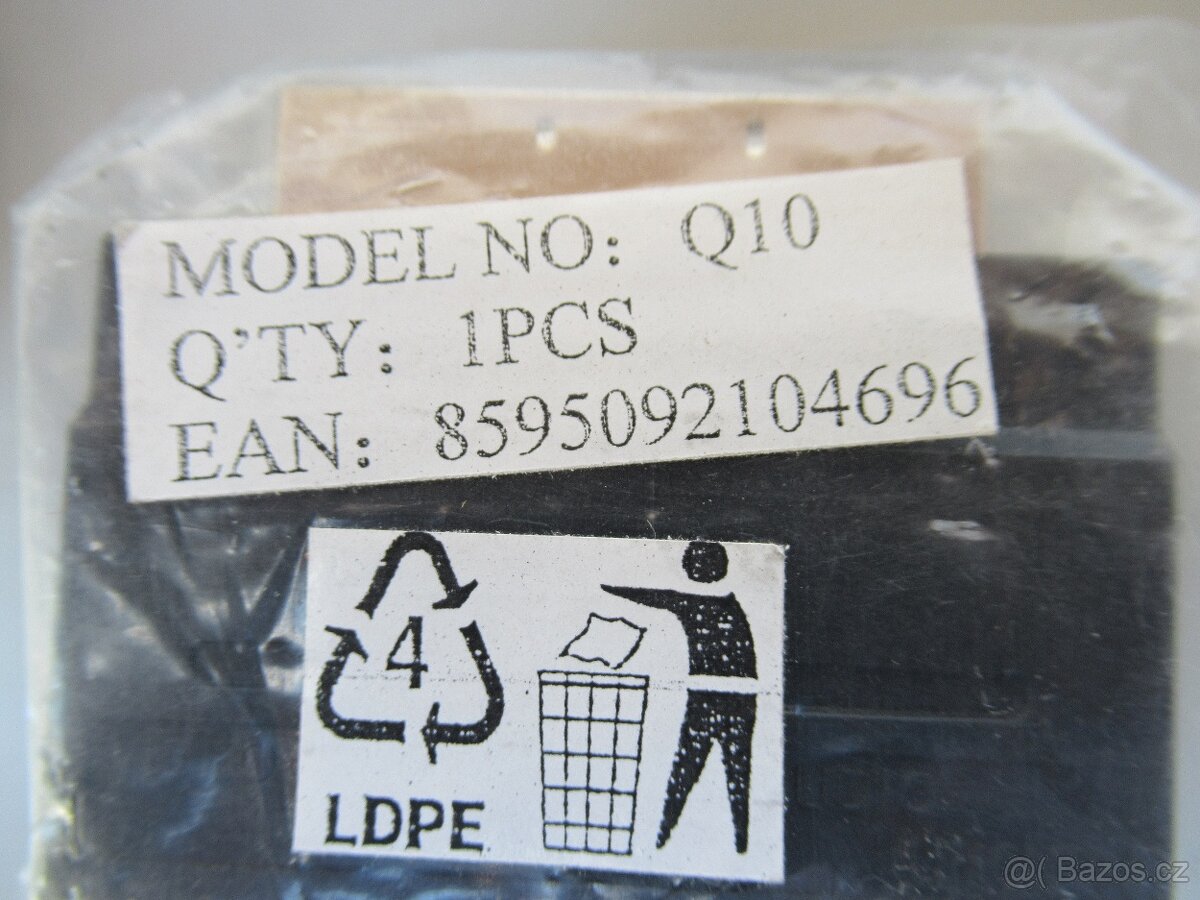 MODEL NO: Q10
Q'TY: 1PCS
EAN: 8595092104696
4
LDPE
@( Bazos.cz